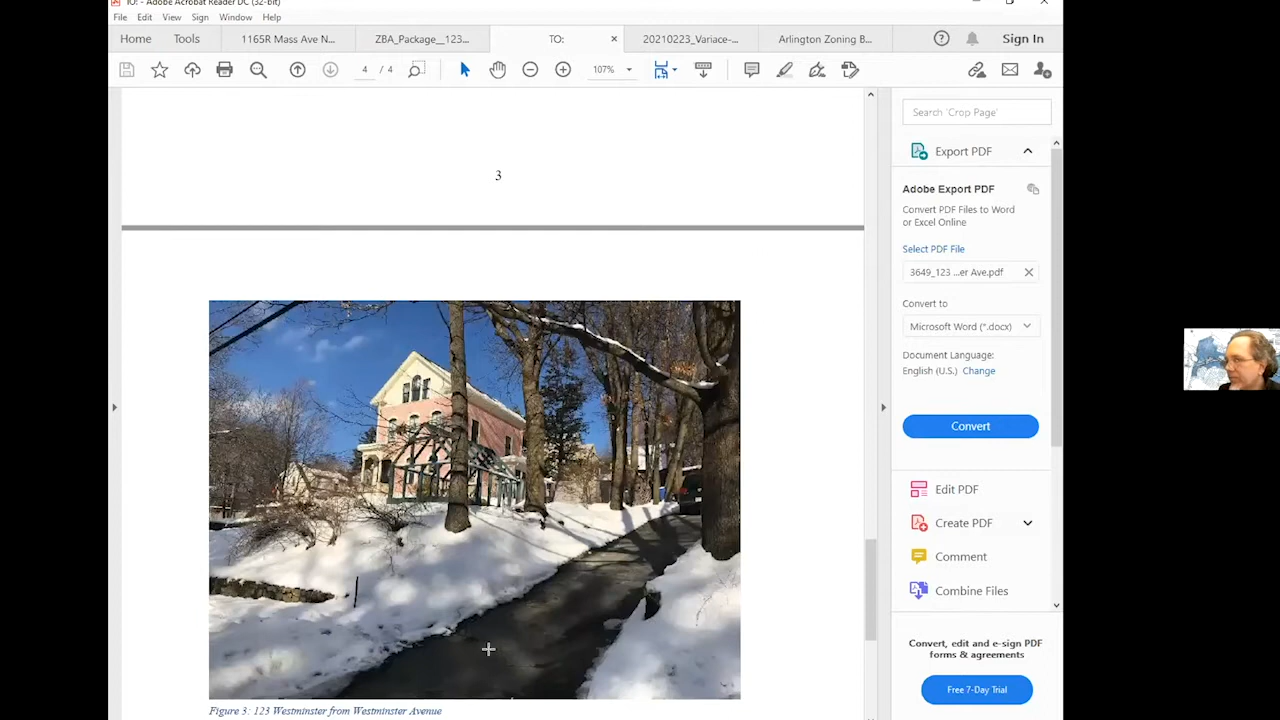 TO: - Adobe Acrobat Reader DC (32-bit)
File Edit View Sign Window Help
Home Tools 1165R Mass Ave N... ZBA_Package__123... TO: 20210223_Variace-... Arlington Zoning B... Sign In
4 / 4 107%
3
Search 'Crop Page'
Export PDF
Adobe Export PDF
Convert PDF Files to Word
or Excel Online
Select PDF File
3649_123 ...er Ave.pdf
Convert to
Microsoft Word (*.docx)
Document Language:
English (U.S.) Change
Convert
Edit PDF
Create PDF
Comment
Combine Files
Convert, edit and e-sign PDF
forms & agreements
Free 7-Day Trial
Figure 3: 123 Westminster from Westminster Avenue